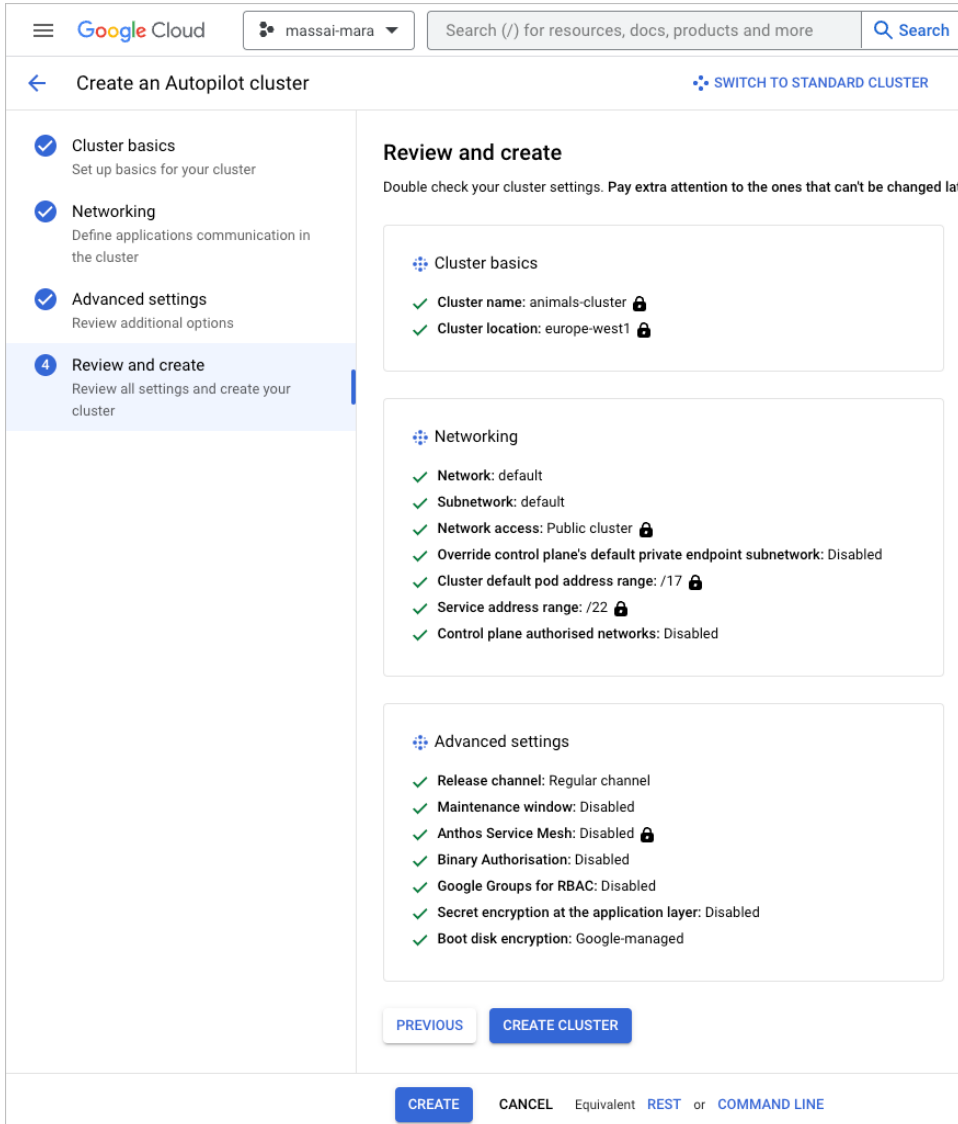 Google Cloud
massai-mara
Search (/) for resources, docs, products and more
Search
Create an Autopilot cluster
SWITCH TO STANDARD CLUSTER
Cluster basics
Set up basics for your cluster
Networking
Define applications communication in
the cluster
Advanced settings
Review additional options
4
Review and create
Review all settings and create your
cluster
Review and create
Double check your cluster settings. Pay extra attention to the ones that can't be changed lat
Cluster basics
Cluster name: animals-cluster
Cluster location: europe-west1
Networking
Network: default
Subnetwork: default
Network access: Public cluster
Override control plane's default private endpoint subnetwork: Disabled
Cluster default pod address range: /17
Service address range: /22
Control plane authorised networks: Disabled
Advanced settings
Release channel: Regular channel
Maintenance window: Disabled
Anthos Service Mesh: Disabled
Binary Authorisation: Disabled
Google Groups for RBAC: Disabled
Secret encryption at the application layer: Disabled
Boot disk encryption: Google-managed
PREVIOUS
CREATE CLUSTER
CREATE
CANCEL
Equivalent REST or COMMAND LINE